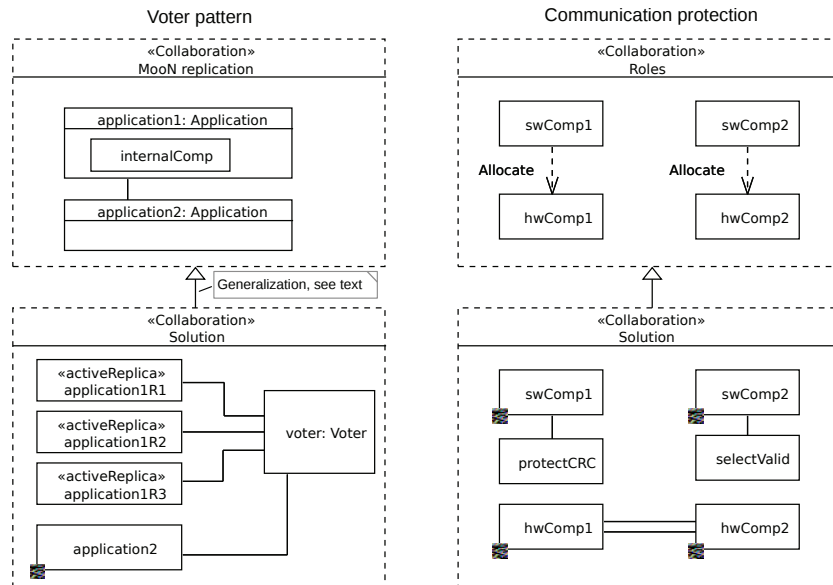 Voter pattern
«Collaboration»
MooN replication
application1: Application
internalComp
application2: Application
Generalization, see text
«Collaboration»
Solution
«activeReplica»
application1R1
«activeReplica»
application1R2
«activeReplica»
application1R3
voter: Voter
application2
Communication protection
«Collaboration»
Roles
swComp1
swComp2
Allocate
Allocate
hwComp1
hwComp2
«Collaboration»
Solution
swComp1
swComp2
protectCRC
selectValid
hwComp1
hwComp2